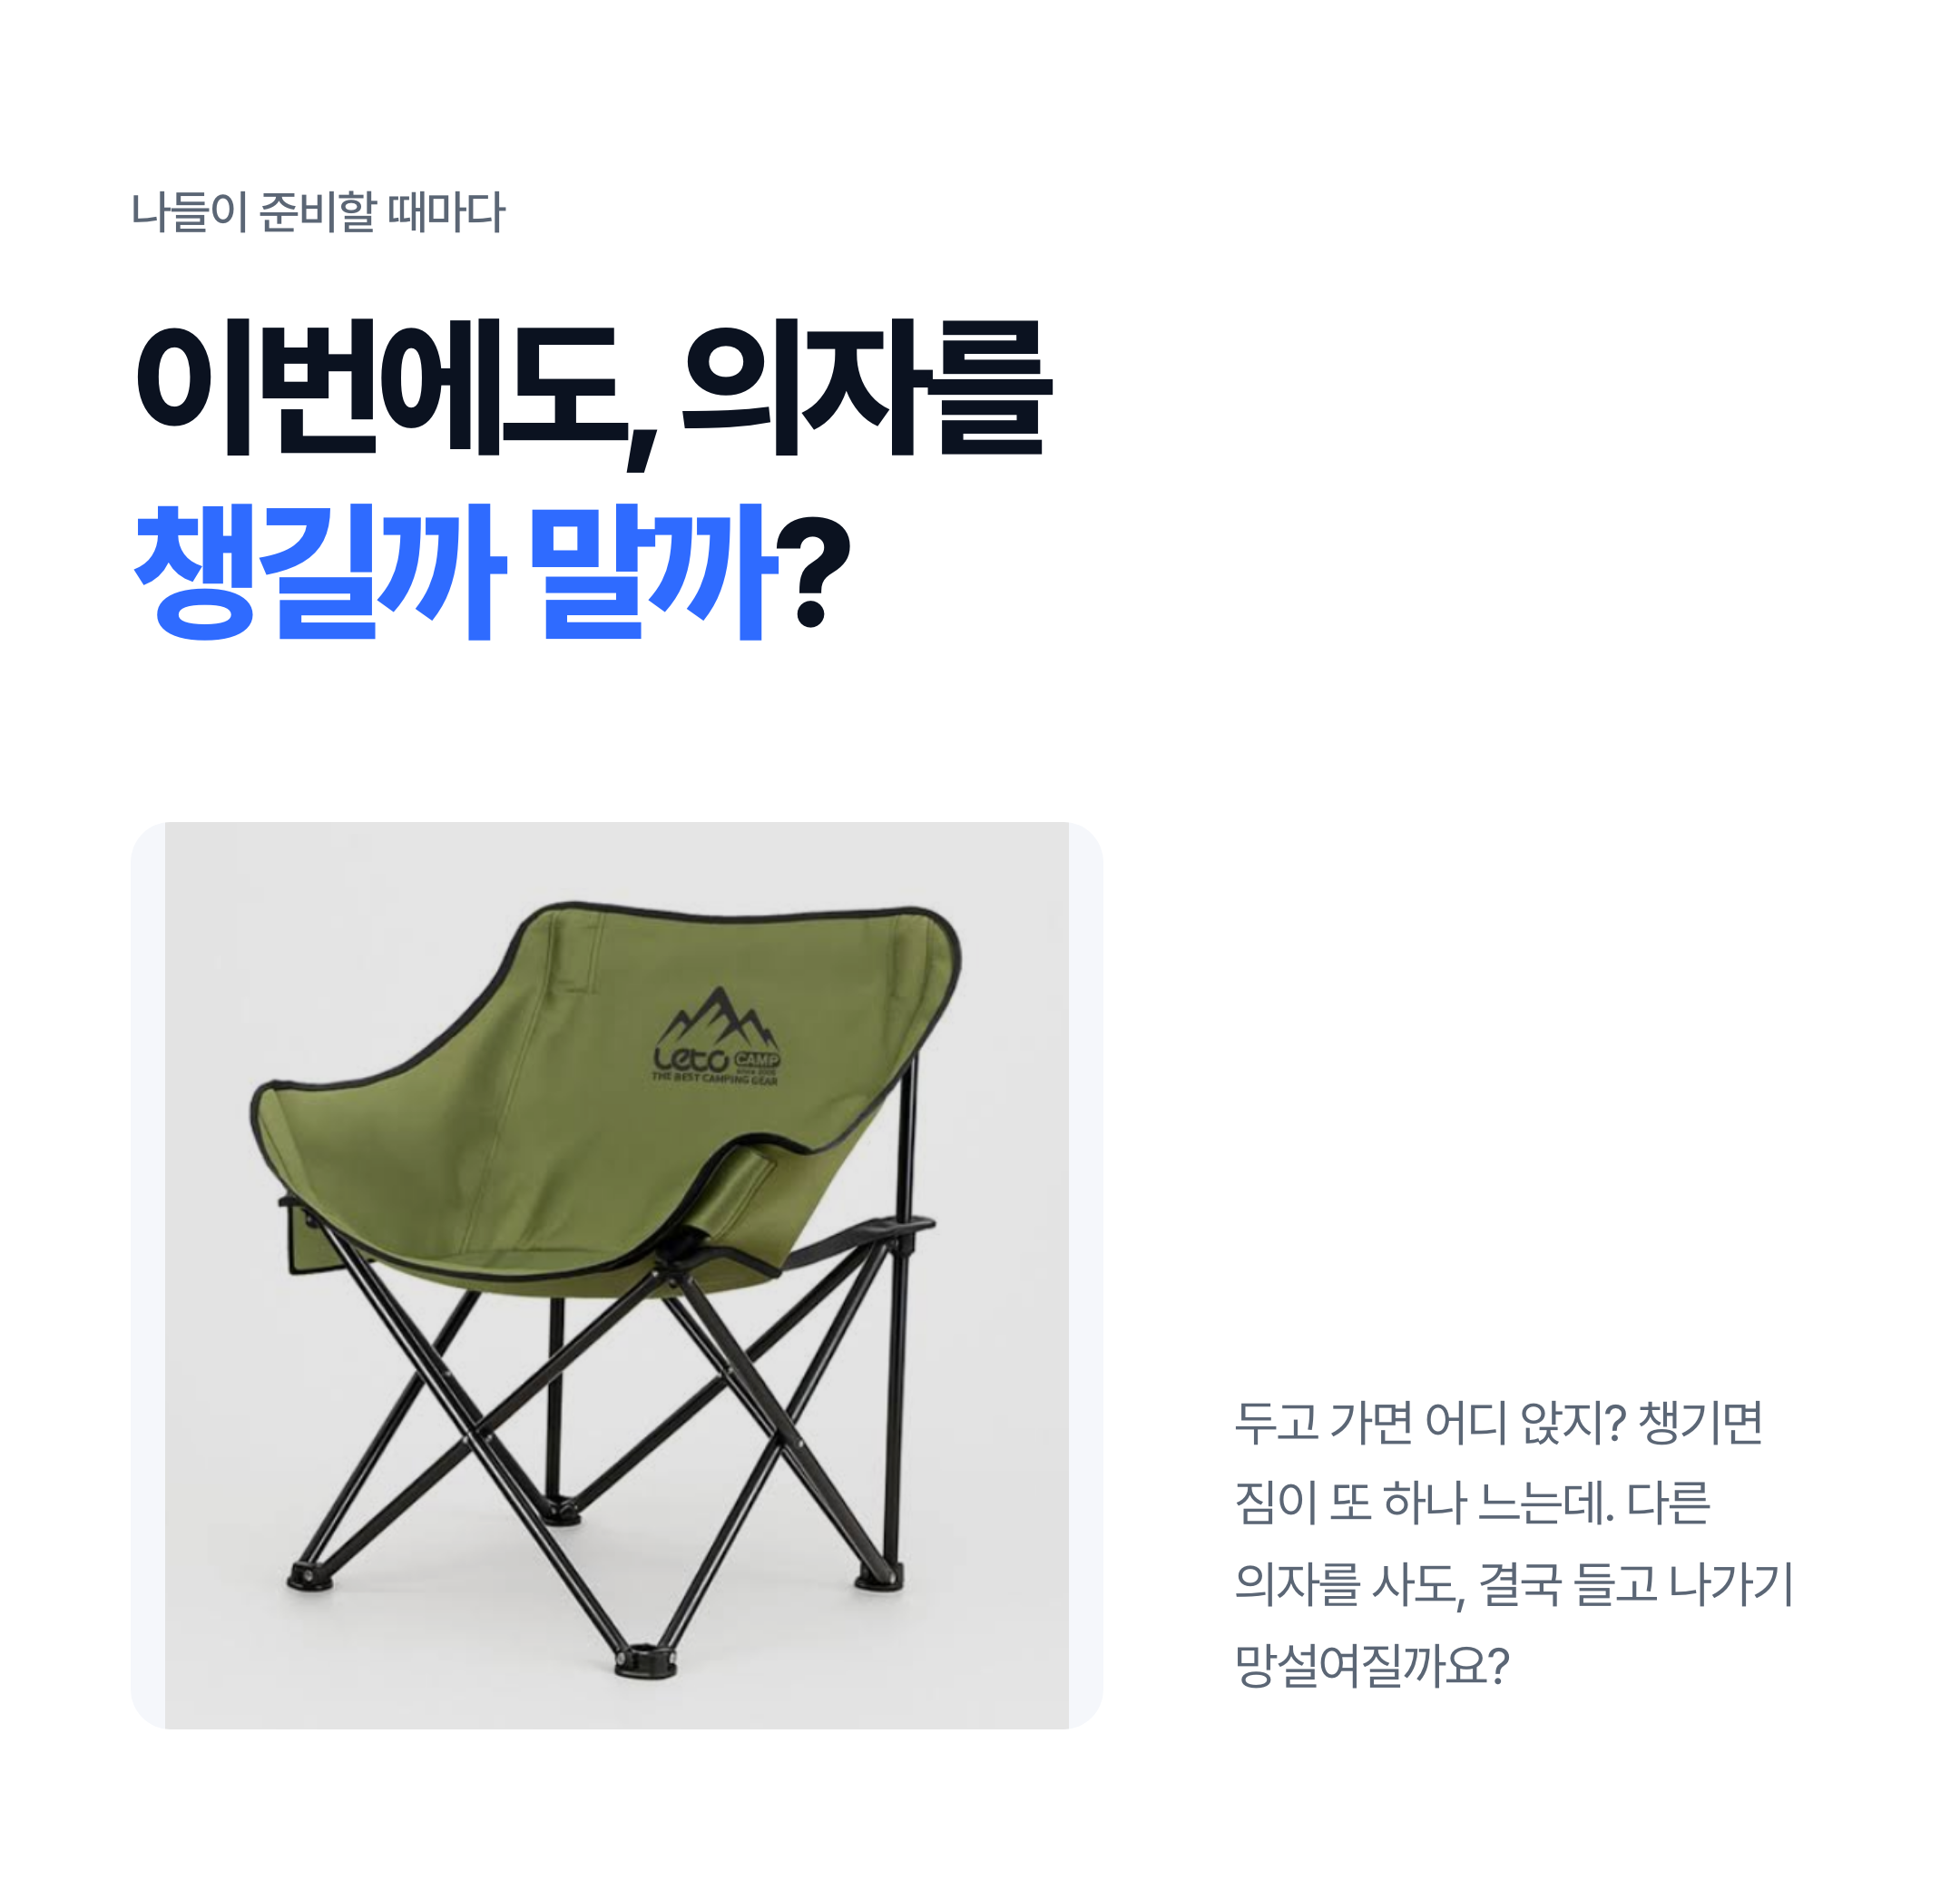 나들이 준비할 때마다
이번에도, 의자를
챙길까 말까?
Leto CAMP
THE BEST CAMPING GEAR
두고 가면 어디 앉지? 챙기면
짐이 또 하나 느는데. 다른
의자를 사도, 결국 들고 나가기
망설여질까요?